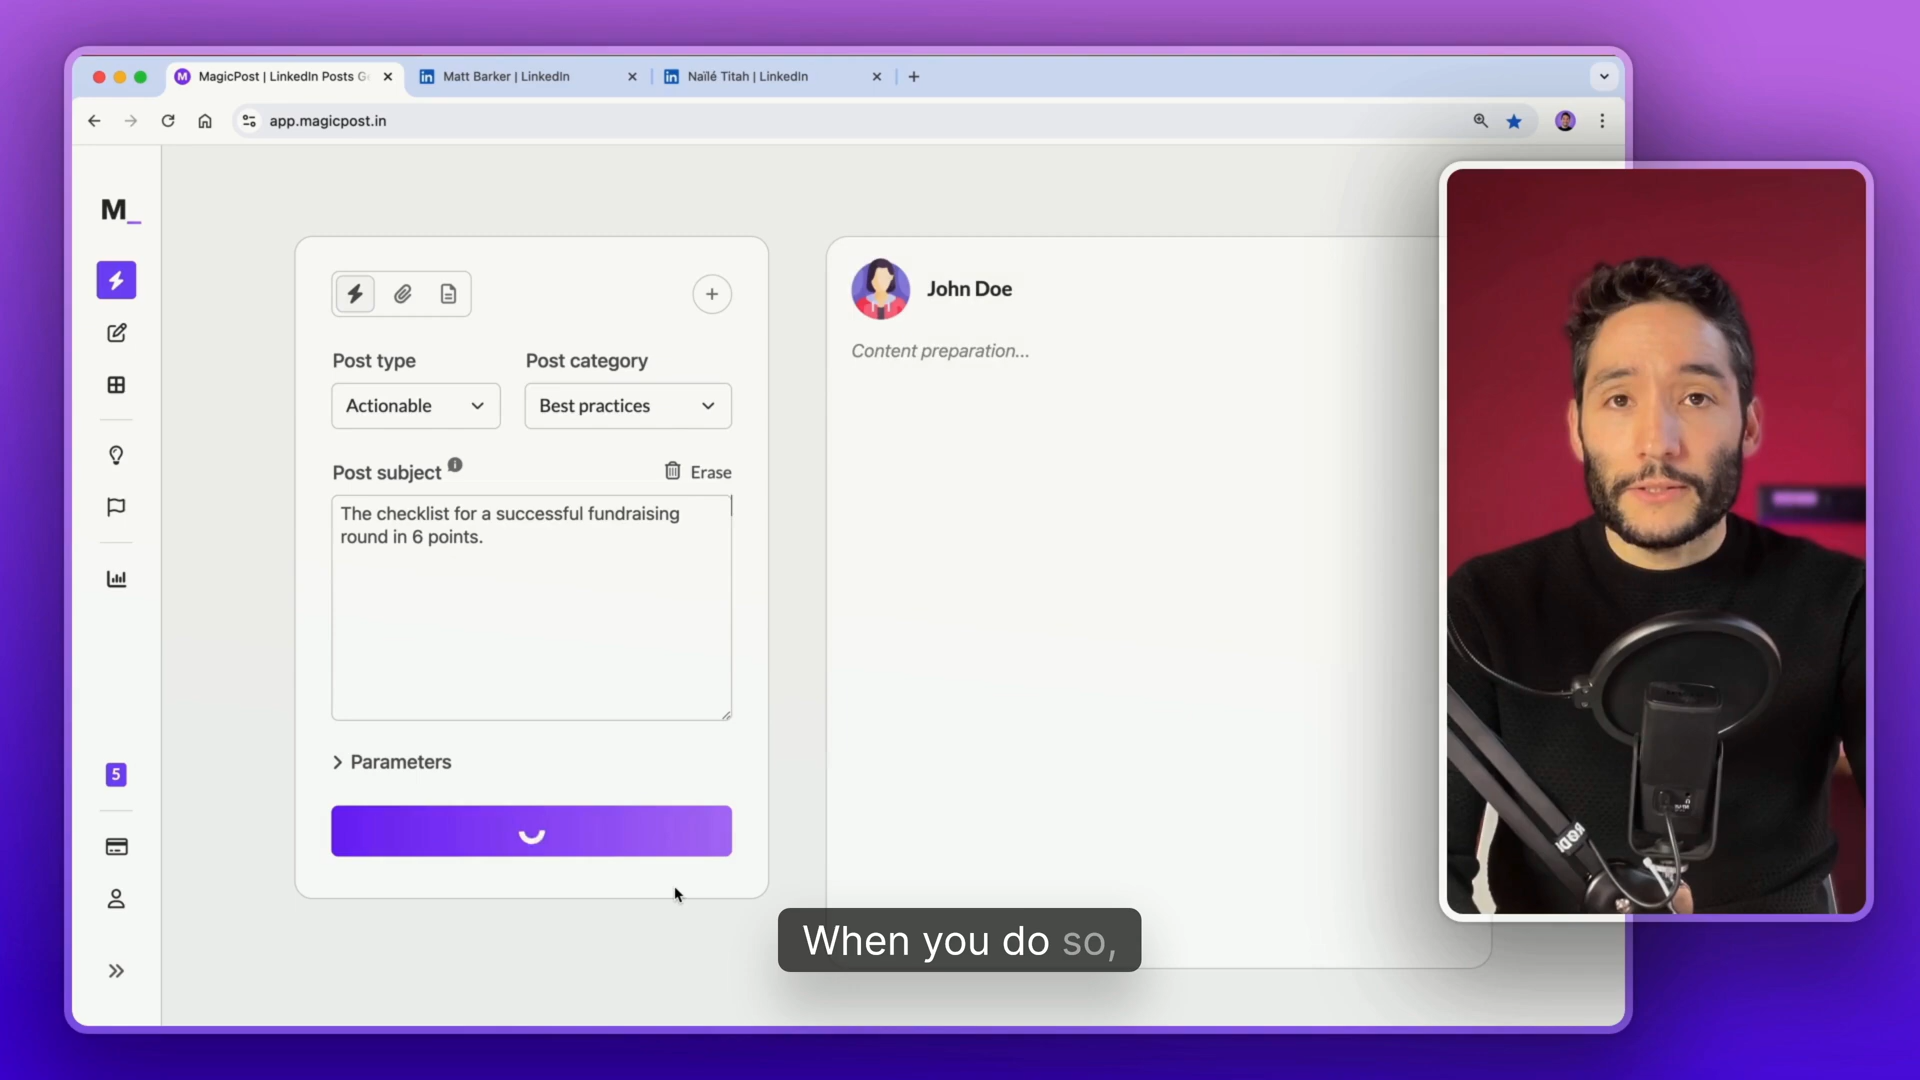 MagicPost | LinkedIn Posts G
Matt Barker | LinkedIn
Naïlé Titah | LinkedIn
app.magicpost.in
M_
John Doe
Content preparation...
Post type
Post category
Actionable
Best practices
Post subject
Erase
The checklist for a successful fundraising
round in 6 points.
Parameters
5
When you do so,
RØDE